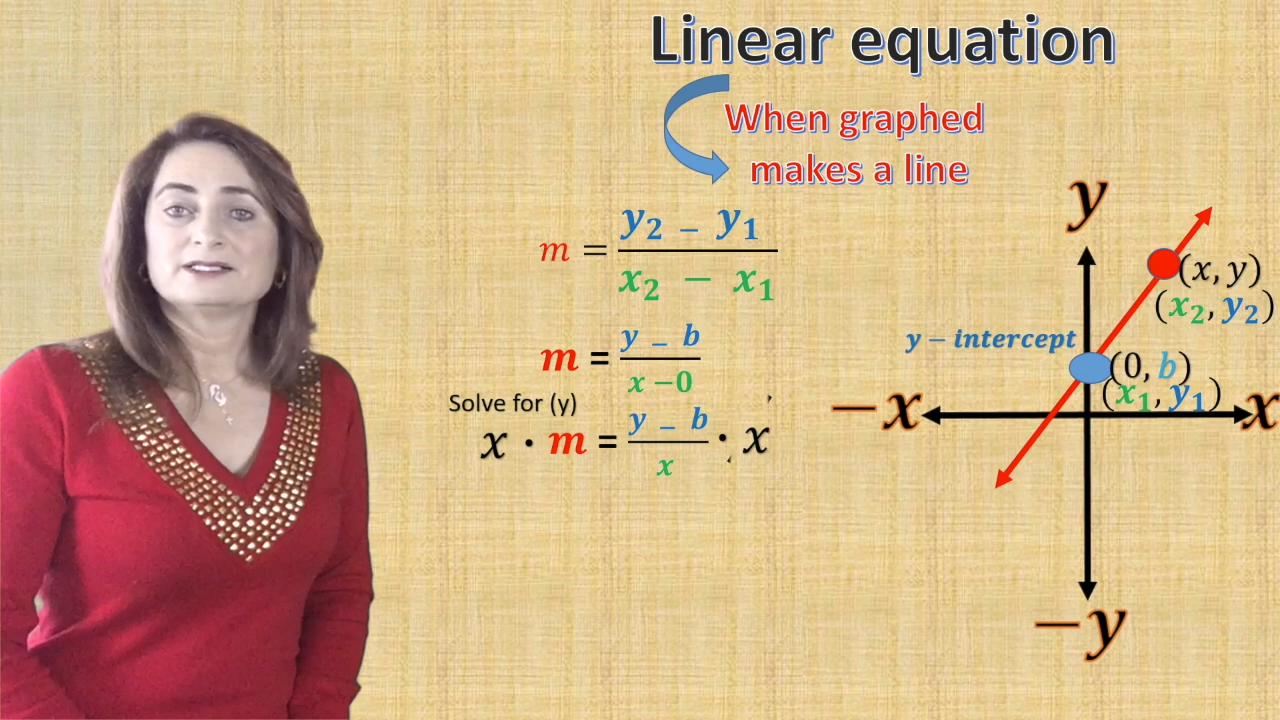 Linear equation
When graphed
makes a line
m = y₂ − y₁
x₂ − x₁
m = y − b
x − 0
Solve for (y)
x · m = y − b · x
x
y
(x, y)
(x₂, y₂)
y − intercept
(0, b)
(x₁, y₁)
−x
x
−y